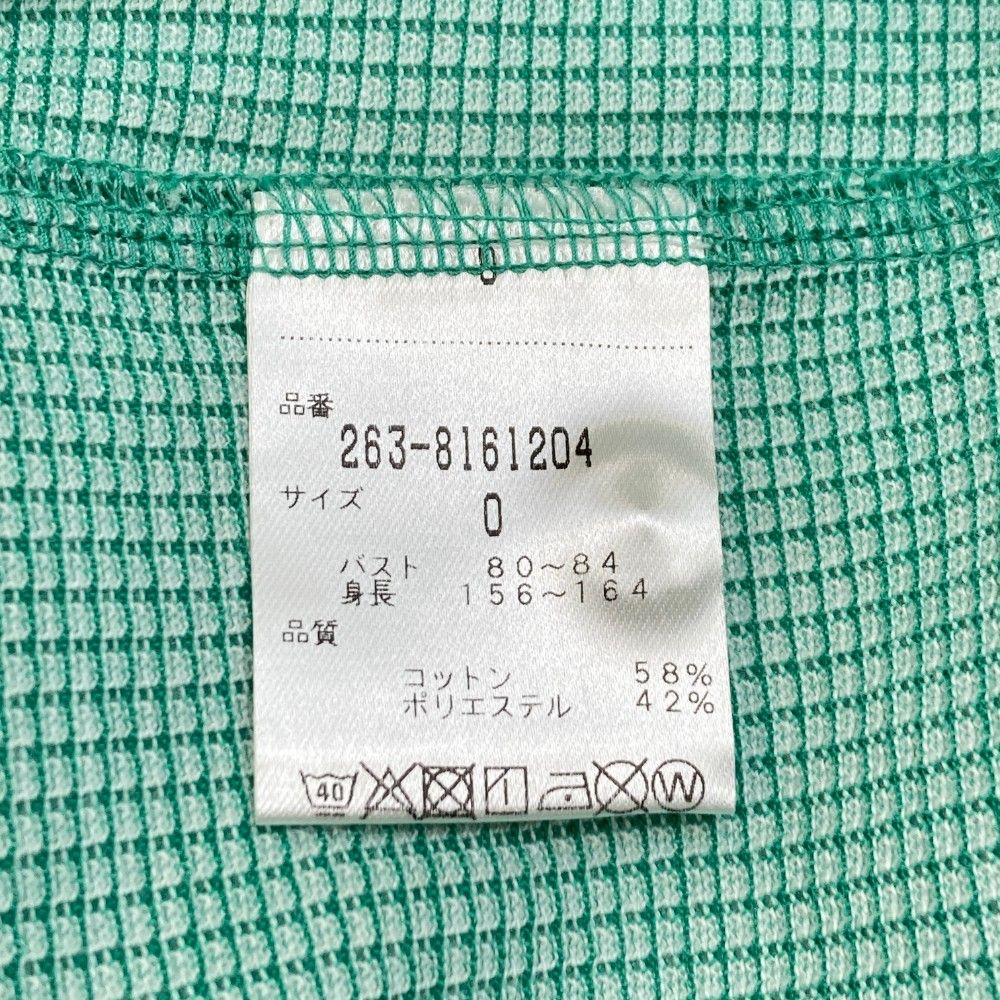 0
品番
263-8161204
サイズ
0
バスト 80～84
身長 156～164
品質
コットン 58%
ポリエステル 42%
40 W